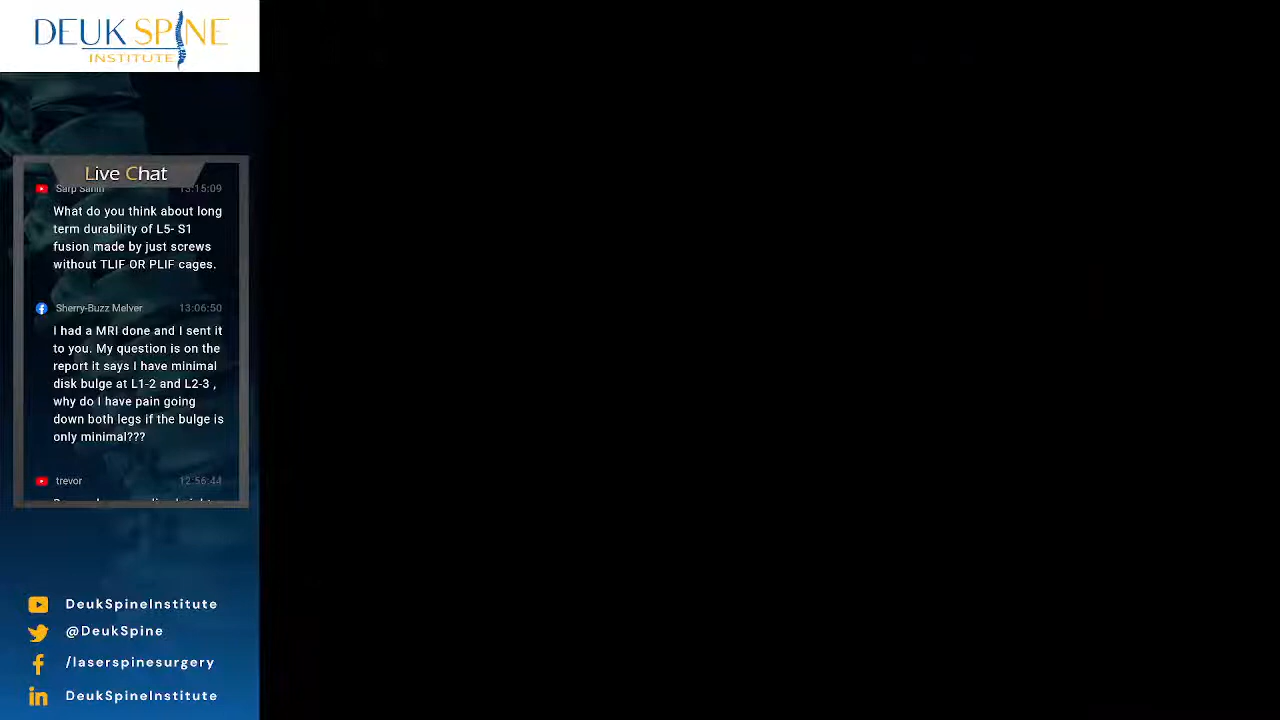 DEUK SPINE
INSTITUTE
Live Chat
Sarp Sahin 13:15:09
What do you think about long
term durability of L5- S1
fusion made by just screws
without TLIF OR PLIF cages.
Sherry-Buzz Melver 13:06:50
I had a MRI done and I sent it
to you. My question is on the
report it says I have minimal
disk bulge at L1-2 and L2-3 ,
why do I have pain going
down both legs if the bulge is
only minimal???
trevor 12:56:44
DeukSpineInstitute
@DeukSpine
/laserspinesurgery
DeukSpineInstitute